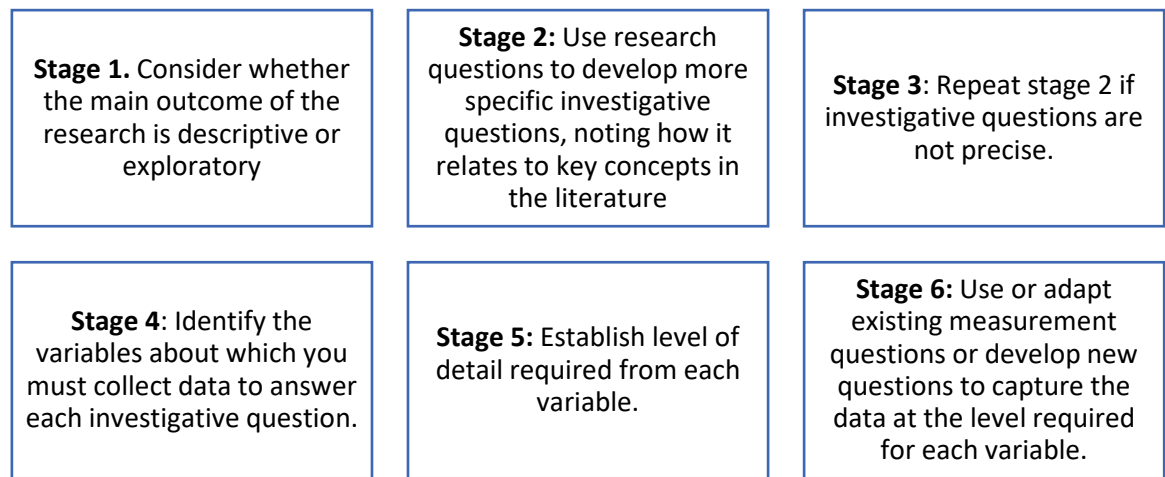 Stage 1. Consider whether
the main outcome of the
research is descriptive or
exploratory
Stage 2: Use research
questions to develop more
specific investigative
questions, noting how it
relates to key concepts in
the literature
Stage 3: Repeat stage 2 if
investigative questions are
not precise.
Stage 4: Identify the
variables about which you
must collect data to answer
each investigative question.
Stage 5: Establish level of
detail required from each
variable.
Stage 6: Use or adapt
existing measurement
questions or develop new
questions to capture the
data at the level required
for each variable.